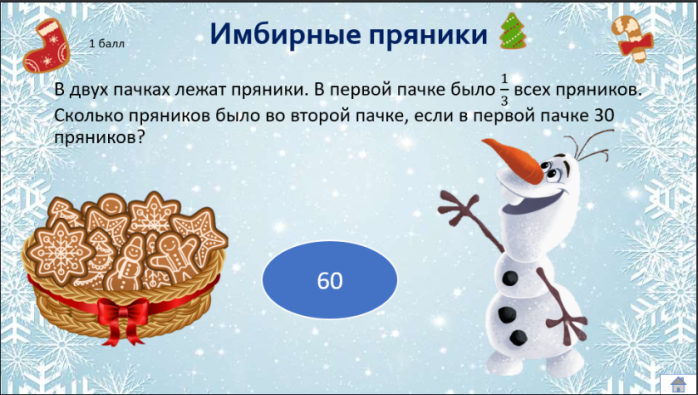 Имбирные пряники
1 балл
В двух пачках лежат пряники. В первой пачке было 1/3 всех пряников.
Сколько пряников было во второй пачке, если в первой пачке 30
пряников?
60